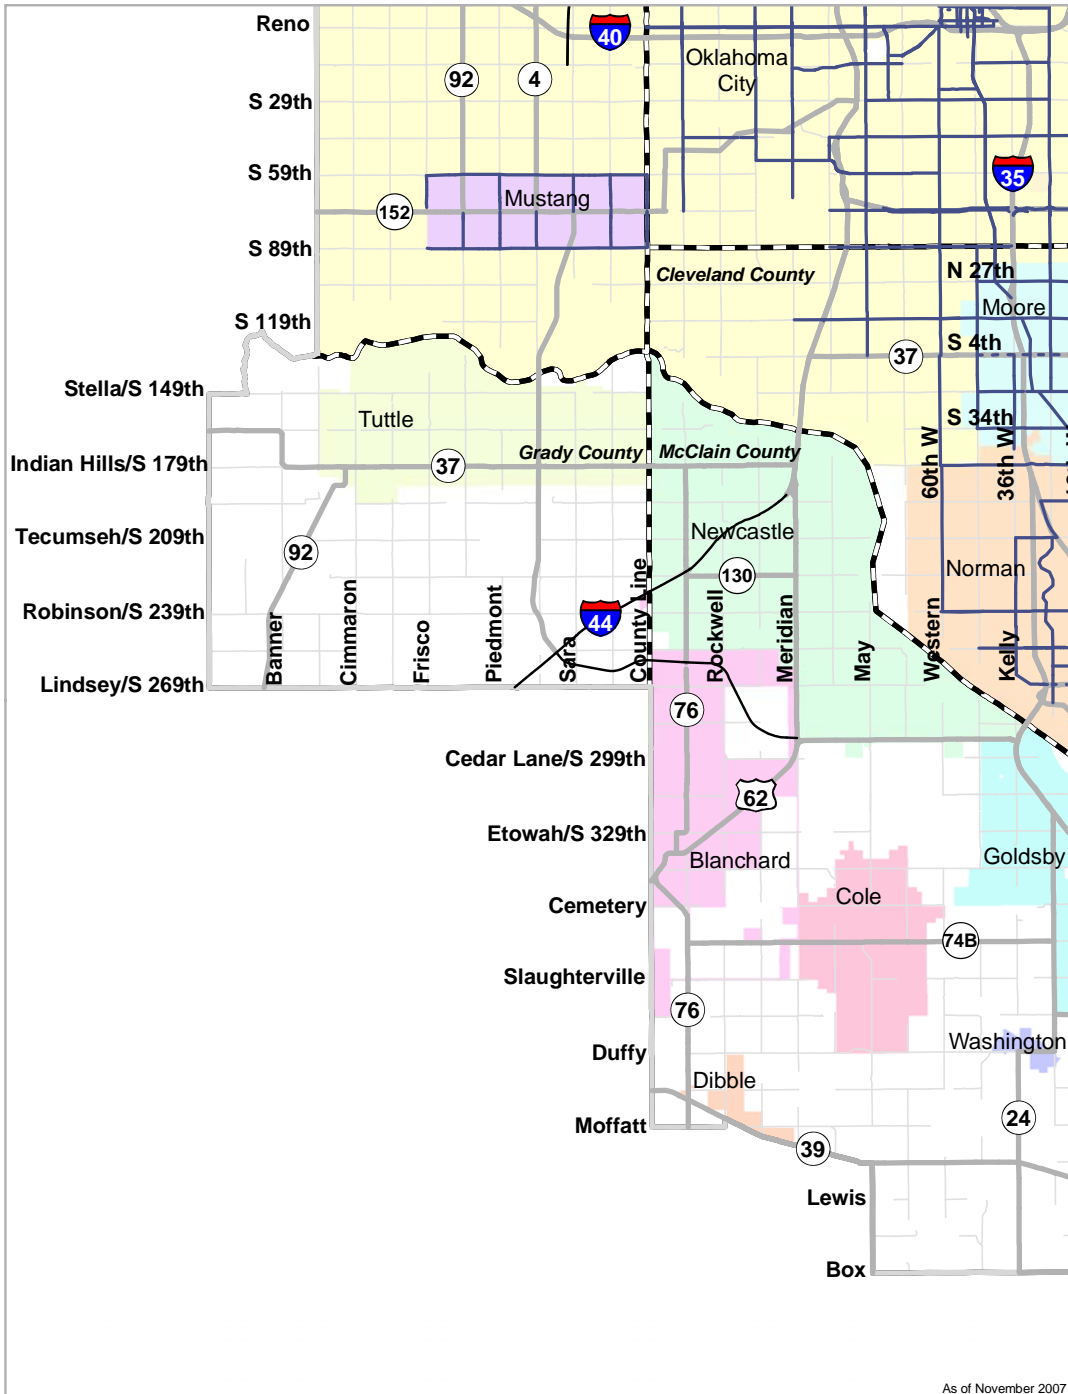 Reno
40
Oklahoma
City
92
4
S 29th
S 59th
35
Mustang
152
S 89th
Cleveland County
N 27th
Moore
S 119th
S 4th
37
Stella/S 149th
Tuttle
S 34th
Grady County
McClain County
Indian Hills/S 179th
37
60th W
36th W
Newcastle
Tecumseh/S 209th
92
130
Norman
Robinson/S 239th
44
Banner
Cimmaron
Frisco
Piedmont
Sara
County Line
Rockwell
Meridian
May
Western
Kelly
Lindsey/S 269th
76
Cedar Lane/S 299th
62
Etowah/S 329th
Blanchard
Goldsby
Cole
Cemetery
74B
Slaughterville
76
Washington
Duffy
Dibble
24
Moffatt
39
Lewis
Box
As of November 2007